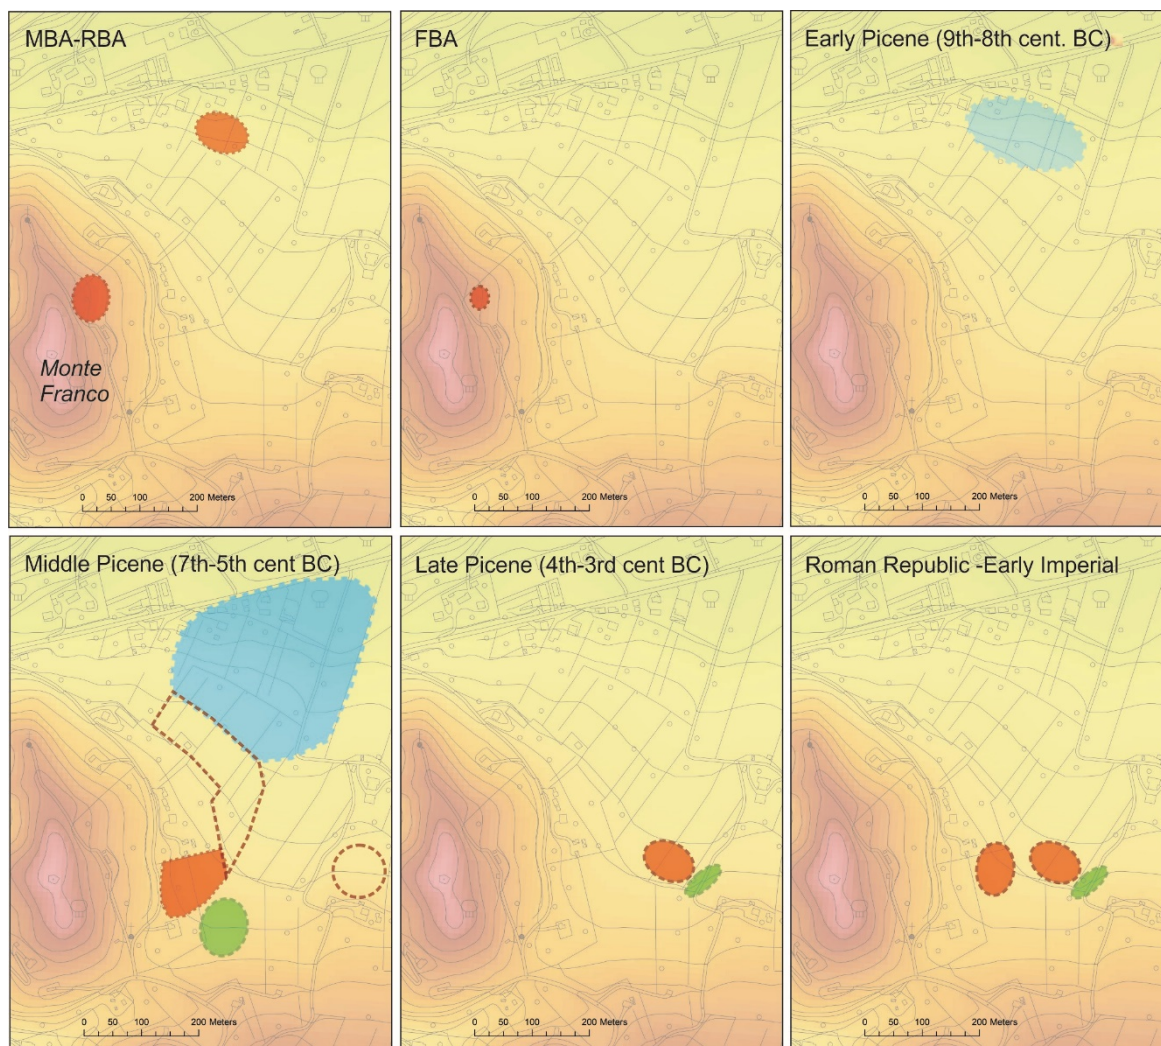 MBA-RBA
Monte
Franco
0 50 100 200 Meters
FBA
0 50 100 200 Meters
Early Picene (9th-8th cent. BC)
0 50 100 200 Meters
Middle Picene (7th-5th cent BC)
0 50 100 200 Meters
Late Picene (4th-3rd cent BC)
0 50 100 200 Meters
Roman Republic -Early Imperial
0 50 100 200 Meters